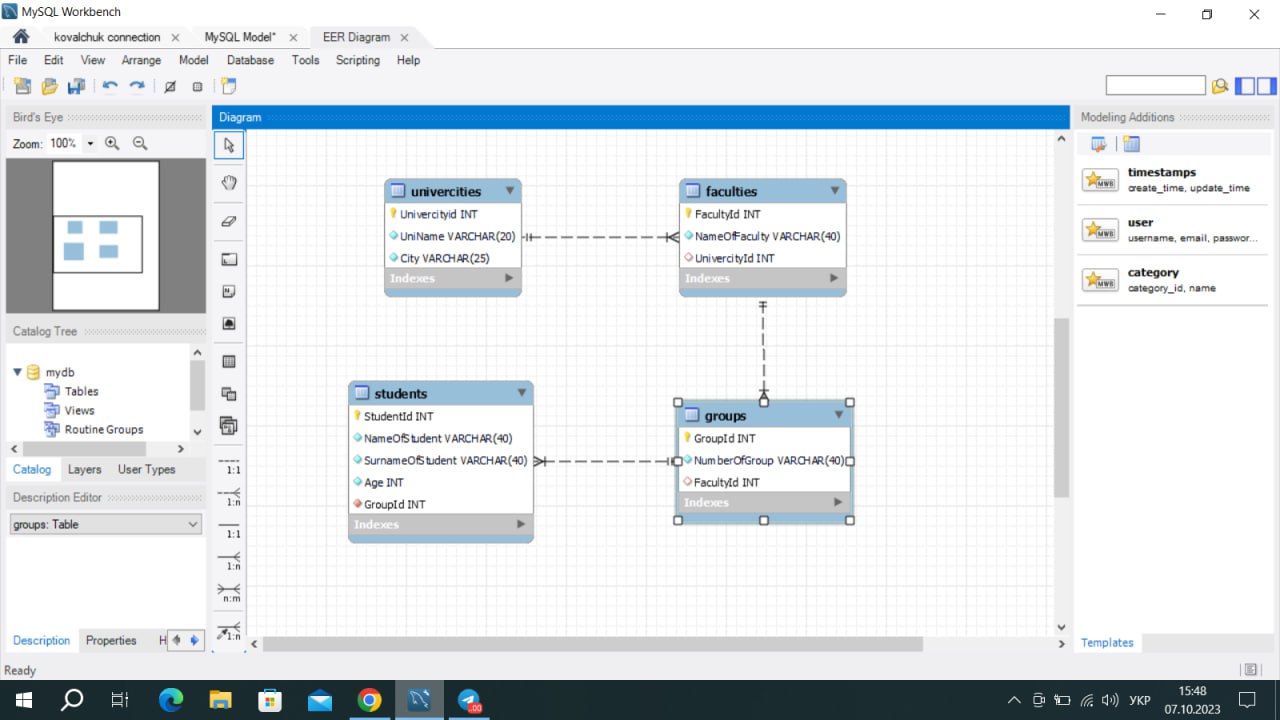 MySQL Workbench
kovalchuk connection
MySQL Model*
EER Diagram
File Edit View Arrange Model Database Tools Scripting Help
Bird's Eye
Zoom: 100%
Diagram
Modeling Additions
univercities
Univercityid INT
UniName VARCHAR(20)
City VARCHAR(25)
Indexes
faculties
FacultyId INT
NameOfFaculty VARCHAR(40)
UnivercityId INT
Indexes
timestamps
create_time, update_time
user
username, email, passwor...
category
category_id, name
Catalog Tree
mydb
Tables
Views
Routine Groups
Catalog Layers User Types
students
StudentId INT
NameOfStudent VARCHAR(40)
SurnameOfStudent VARCHAR(40)
Age INT
GroupId INT
Indexes
groups
GroupId INT
NumberOfGroup VARCHAR(40)
FacultyId INT
Indexes
Description Editor
groups: Table
1:1
1:n
1:1
1:n
n:m
1:n
Description Properties H
Templates
Ready
.00
УКР
15:48
07.10.2023